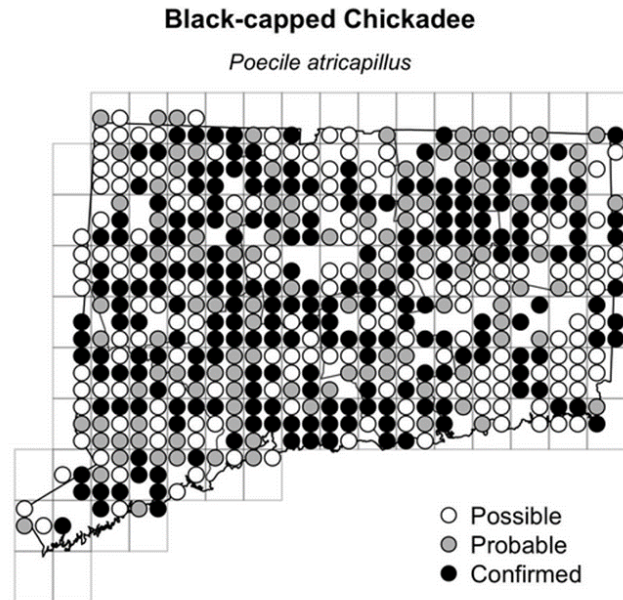 Black-capped Chickadee
Poecile atricapillus
Possible
Probable
Confirmed